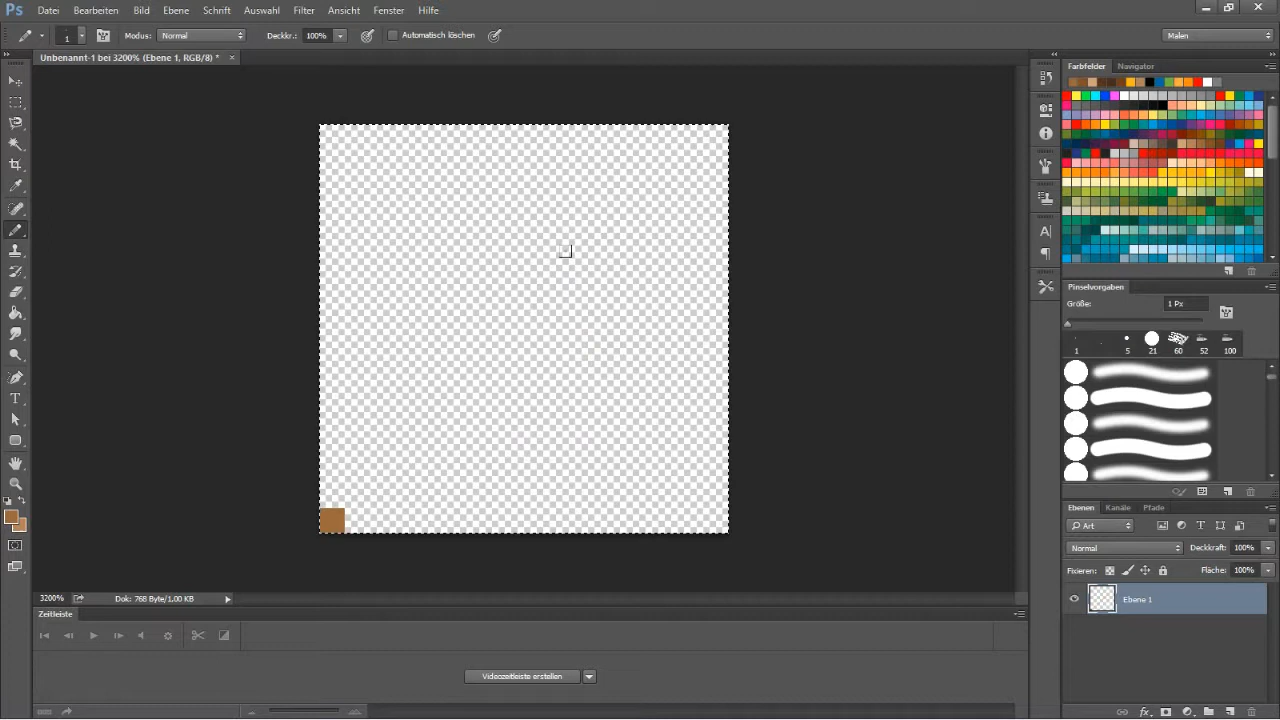 Ps Datei Bearbeiten Bild Ebene Schrift Auswahl Filter Ansicht Fenster Hilfe
1 Modus: Normal Deckkr.: 100% Automatisch löschen Malen
Unbenannt-1 bei 3200% (Ebene 1, RGB/8) *
Farbfelder Navigator
Pinselvorgaben
Größe: 1 Px
1 5 21 60 52 100
Ebenen Kanäle Pfade
Art
Normal Deckkraft: 100%
Fixieren: Fläche: 100%
Ebene 1
3200% Dok: 768 Byte/1.00 KB
Zeitleiste
Videozeitleiste erstellen
fx